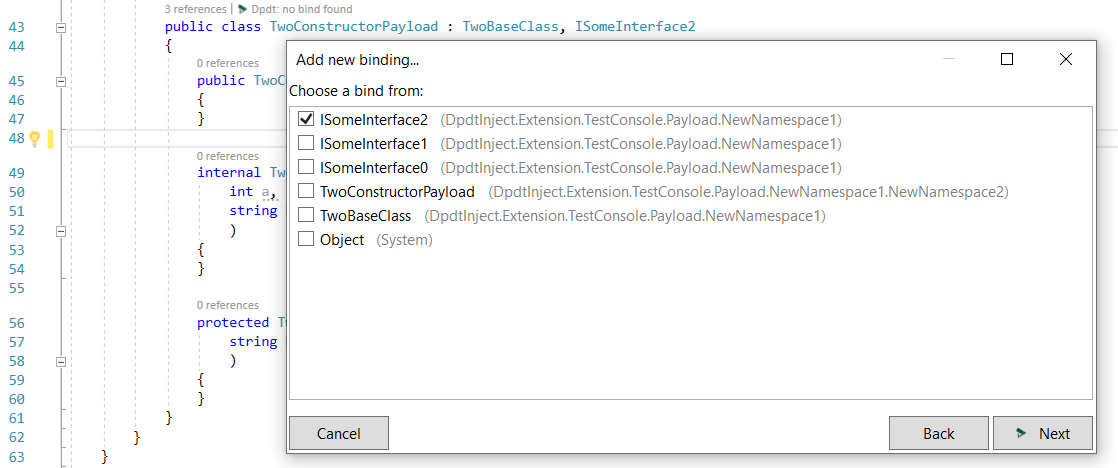 3 references | Dpdt: no bind found
43 public class TwoConstructorPayload : TwoBaseClass, ISomeInterface2
44 {
0 references
45 public TwoC
46 {
47 }
48
0 references
49 internal Tw
50 int a,
51 string
52 )
53 {
54 }
55
0 references
56 protected Tw
57 string
58 )
59 {
60 }
61 }
62 }
63 }
Add new binding...
Choose a bind from:
ISomeInterface2 (DpdtInject.Extension.TestConsole.Payload.NewNamespace1)
ISomeInterface1 (DpdtInject.Extension.TestConsole.Payload.NewNamespace1)
ISomeInterface0 (DpdtInject.Extension.TestConsole.Payload.NewNamespace1)
TwoConstructorPayload (DpdtInject.Extension.TestConsole.Payload.NewNamespace1.NewNamespace2)
TwoBaseClass (DpdtInject.Extension.TestConsole.Payload.NewNamespace1)
Object (System)
Cancel Back Next